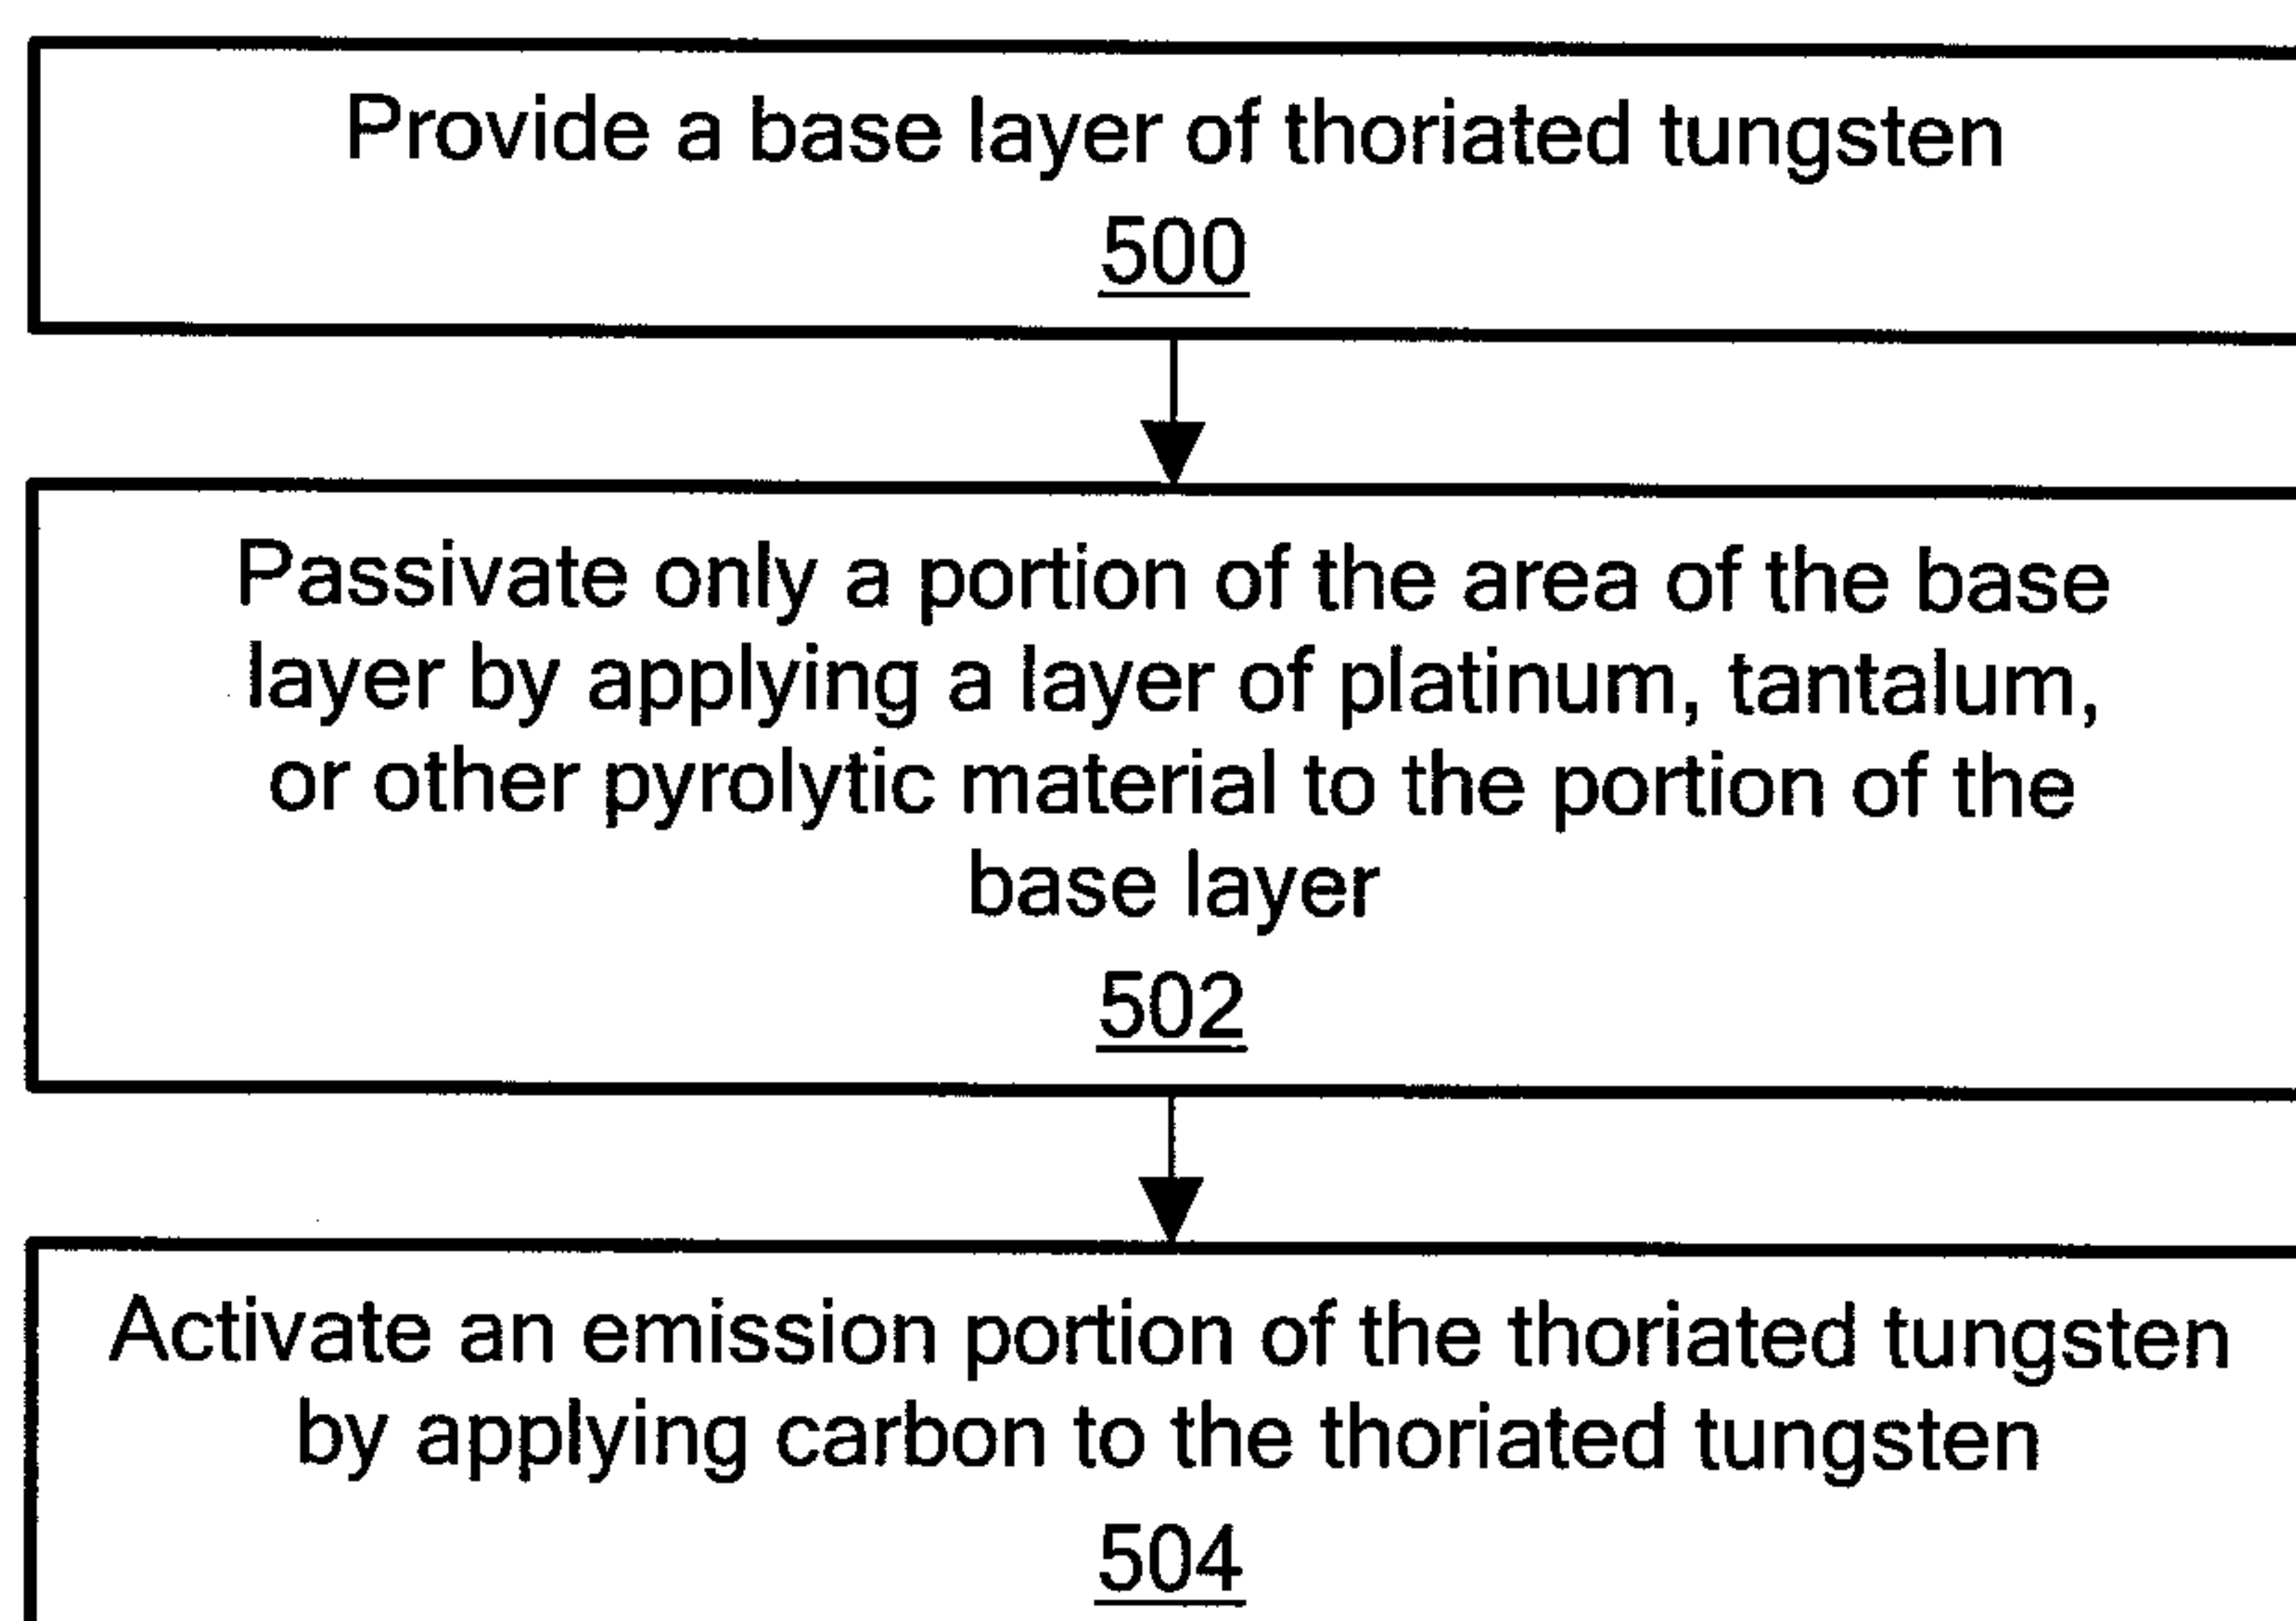 Provide a base layer of thoriated tungsten
500
Passivate only a portion of the area of the base
layer by applying a layer of platinum, tantalum,
or other pyrolytic material to the portion of the
base layer
502
Activate an emission portion of the thoriated tungsten
by applying carbon to the thoriated tungsten
504